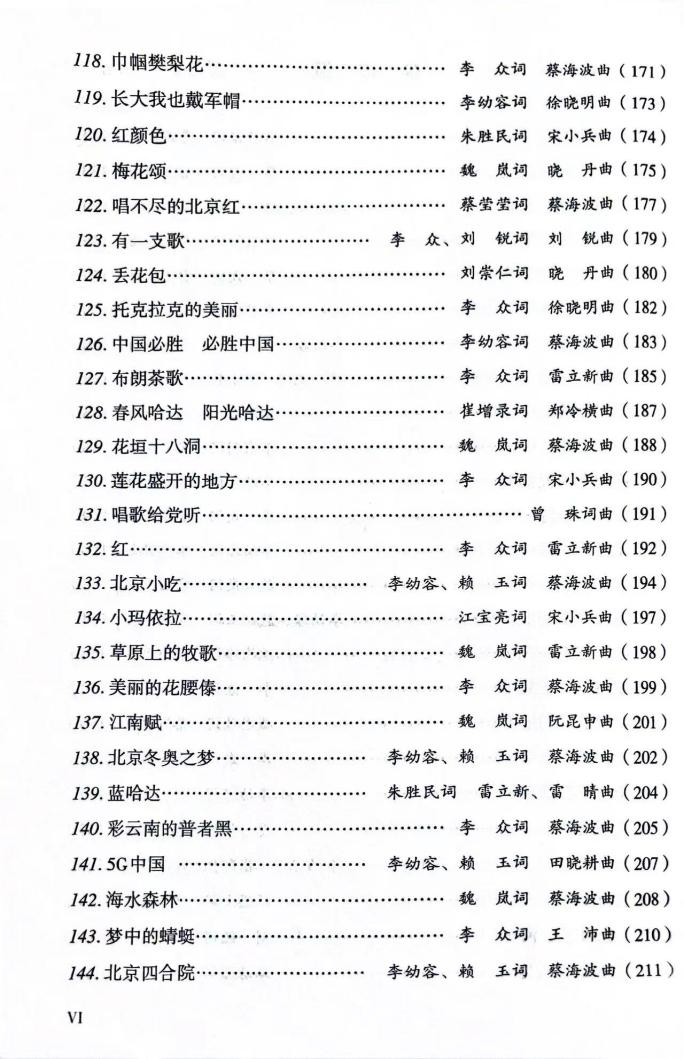 118. 巾帼樊梨花…………………………… 李　众词　蔡海波曲（171）
119. 长大我也戴军帽…………………………… 李幼容词　徐晓明曲（173）
120. 红颜色…………………………… 朱胜民词　宋小兵曲（174）
121. 梅花颂…………………………… 魏　岚词　晓　丹曲（175）
122. 唱不尽的北京红…………………………… 蔡莹莹词　蔡海波曲（177）
123. 有一支歌…………………………… 李　众、刘　锐词　刘　锐曲（179）
124. 丢花包…………………………… 刘崇仁词　晓　丹曲（180）
125. 托克拉克的美丽…………………………… 李　众词　徐晓明曲（182）
126. 中国必胜　必胜中国…………………………… 李幼容词　蔡海波曲（183）
127. 布朗茶歌…………………………… 李　众词　雷立新曲（185）
128. 春风哈达　阳光哈达…………………………… 崔增录词　郑冷横曲（187）
129. 花垣十八洞…………………………… 魏　岚词　蔡海波曲（188）
130. 莲花盛开的地方…………………………… 李　众词　宋小兵曲（190）
131. 唱歌给党听…………………………… 曾　珠词曲（191）
132. 红…………………………… 李　众词　雷立新曲（192）
133. 北京小吃…………………………… 李幼容、赖　玉词　蔡海波曲（194）
134. 小玛依拉…………………………… 江宝亮词　宋小兵曲（197）
135. 草原上的牧歌…………………………… 魏　岚词　雷立新曲（198）
136. 美丽的花腰傣…………………………… 李　众词　蔡海波曲（199）
137. 江南赋…………………………… 魏　岚词　阮昆申曲（201）
138. 北京冬奥之梦…………………………… 李幼容、赖　玉词　蔡海波曲（202）
139. 蓝哈达…………………………… 朱胜民词　雷立新、雷　晴曲（204）
140. 彩云南的普者黑…………………………… 李　众词　蔡海波曲（205）
141. 5G中国 …………………………… 李幼容、赖　玉词　田晓耕曲（207）
142. 海水森林…………………………… 魏　岚词　蔡海波曲（208）
143. 梦中的蜻蜓…………………………… 李　众词　王　沛曲（210）
144. 北京四合院…………………………… 李幼容、赖　玉词　蔡海波曲（211）
VI